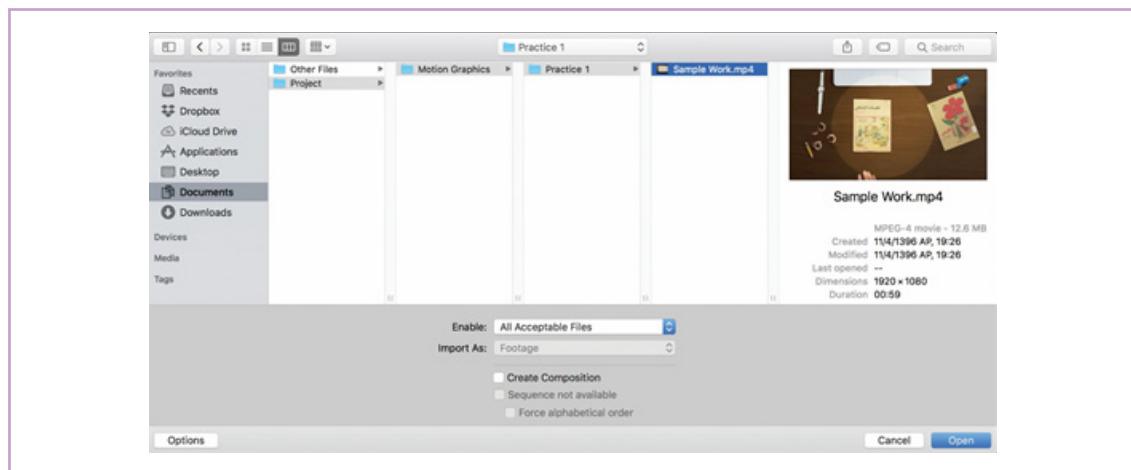 Practice 1
Search
Favorites
Recents
Dropbox
iCloud Drive
Applications
Desktop
Documents
Downloads
Devices
Media
Tags
Other Files
Project
Motion Graphics
Practice 1
Sample Work.mp4
Sample Work.mp4
MPEG-4 movie - 12.6 MB
Created 11/4/1396 AP, 19:26
Modified 11/4/1396 AP, 19:26
Last opened --
Dimensions 1920 × 1080
Duration 00:59
Enable: All Acceptable Files
Import As: Footage
Create Composition
Sequence not available
Force alphabetical order
Options
Cancel
Open